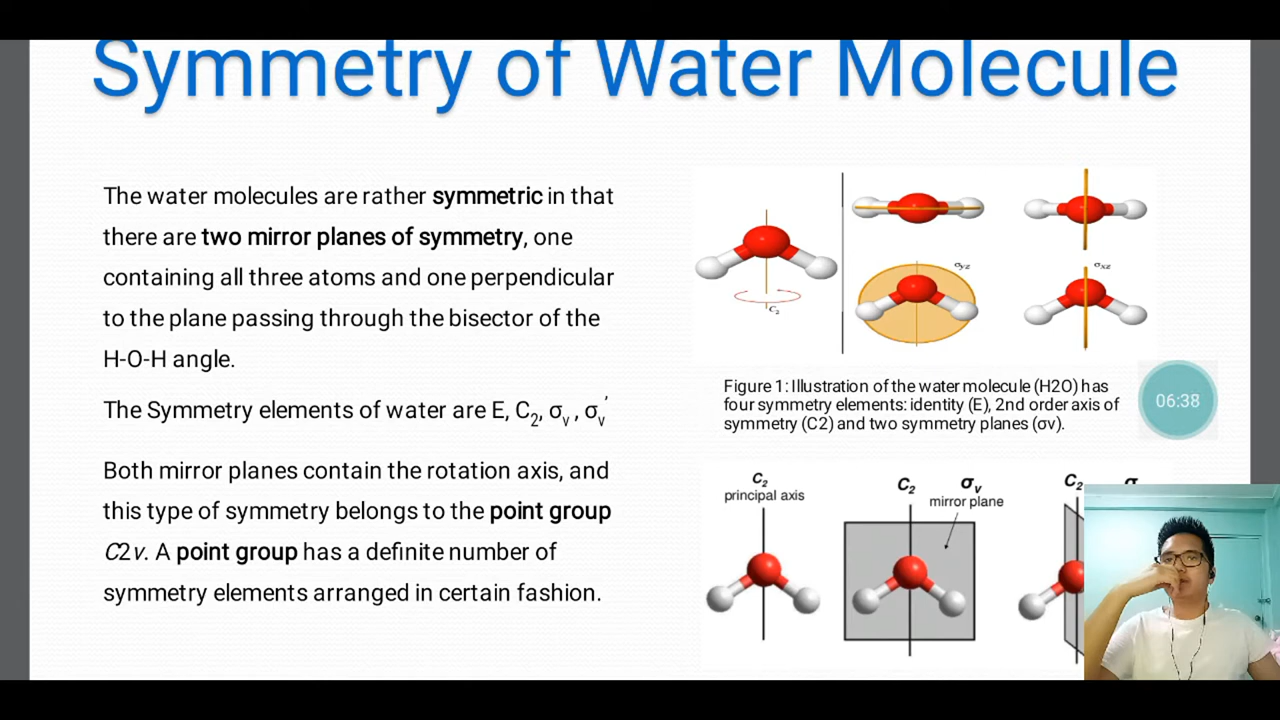 Symmetry of Water Molecule
The water molecules are rather symmetric in that
there are two mirror planes of symmetry, one
containing all three atoms and one perpendicular
to the plane passing through the bisector of the
H-O-H angle.
The Symmetry elements of water are E, C₂, σᵥ , σᵥ′
Both mirror planes contain the rotation axis, and
this type of symmetry belongs to the point group
C2v. A point group has a definite number of
symmetry elements arranged in certain fashion.
C₂
σyz
σxz
Figure 1: Illustration of the water molecule (H2O) has
four symmetry elements: identity (E), 2nd order axis of
symmetry (C2) and two symmetry planes (σv).
06:38
C₂
principal axis
C₂
σᵥ
mirror plane
C₂